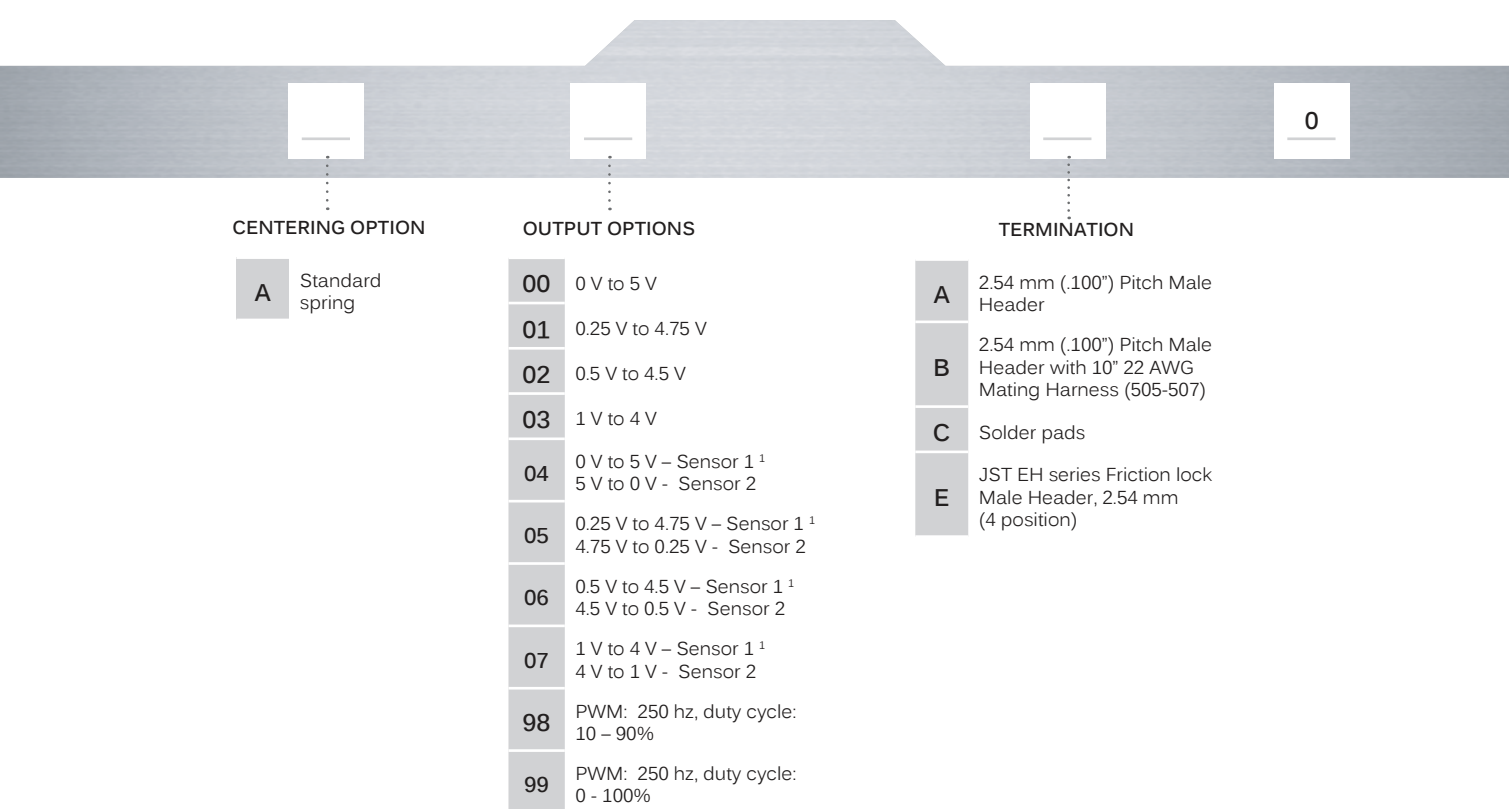 0
CENTERING OPTION
A
Standard
spring
OUTPUT OPTIONS
00
0 V to 5 V
01
0.25 V to 4.75 V
02
0.5 V to 4.5 V
03
1 V to 4 V
04
0 V to 5 V – Sensor 1 ¹
5 V to 0 V - Sensor 2
05
0.25 V to 4.75 V – Sensor 1 ¹
4.75 V to 0.25 V - Sensor 2
06
0.5 V to 4.5 V – Sensor 1 ¹
4.5 V to 0.5 V - Sensor 2
07
1 V to 4 V – Sensor 1 ¹
4 V to 1 V - Sensor 2
98
PWM: 250 hz, duty cycle:
10 – 90%
99
PWM: 250 hz, duty cycle:
0 - 100%
TERMINATION
A
2.54 mm (.100”) Pitch Male
Header
B
2.54 mm (.100”) Pitch Male
Header with 10” 22 AWG
Mating Harness (505-507)
C
Solder pads
E
JST EH series Friction lock
Male Header, 2.54 mm
(4 position)